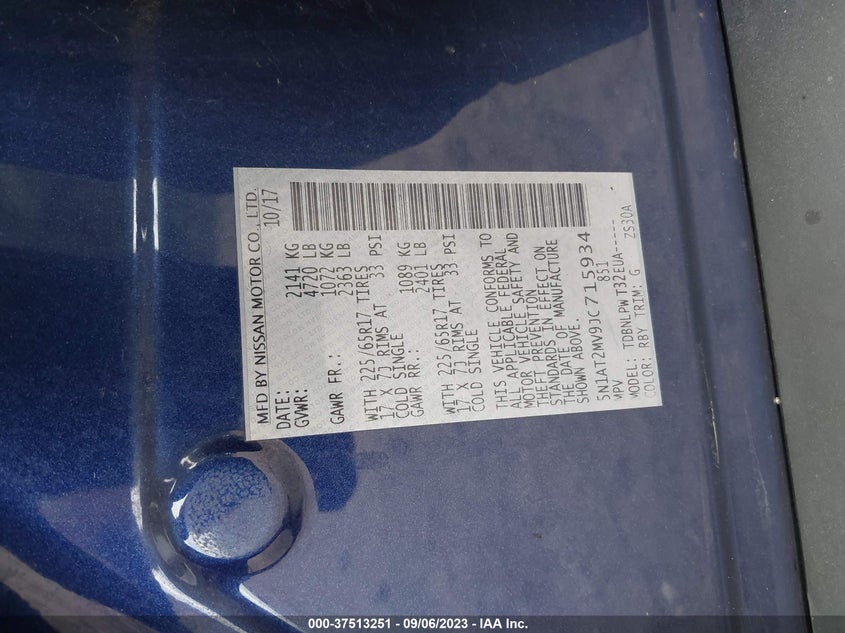 MFD BY NISSAN MOTOR CO., LTD.
DATE: 10/17
GVWR: 2141 KG
4720 LB
GAWR FR.: 1072 KG
2363 LB
WITH 225/65R17 TIRES
17 X 7J RIMS AT 33 PSI
COLD SINGLE
GAWR RR.: 1089 KG
2401 LB
WITH 225/65R17 TIRES
17 X 7J RIMS AT 33 PSI
COLD SINGLE
THIS VEHICLE CONFORMS TO
ALL APPLICABLE FEDERAL
MOTOR VEHICLE SAFETY AND
THEFT PREVENTION
STANDARDS IN EFFECT ON
THE DATE OF MANUFACTURE
SHOWN ABOVE.
5N1AT2MV9JC715934
MPV 851
MODEL: TDBNLPW T32EUA-----
COLOR: RBY TRIM: G ZS30A
000-37513251 - 09/06/2023 - IAA Inc.